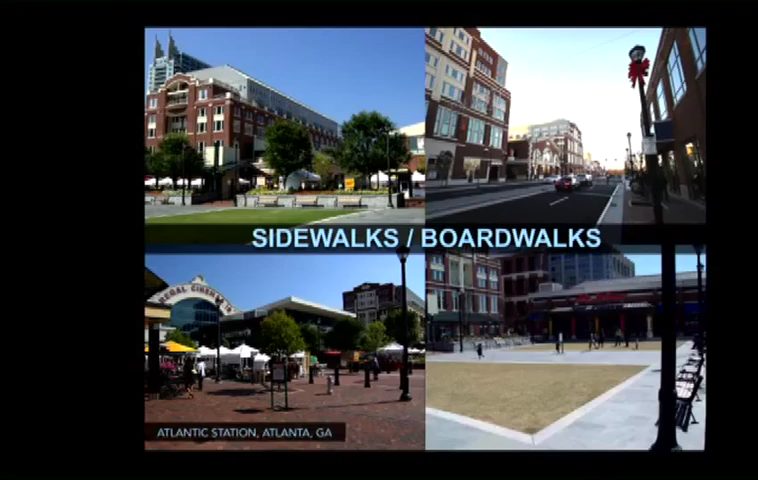 SIDEWALKS / BOARDWALKS
REGAL CINEMAS
ATLANTIC STATION, ATLANTA, GA